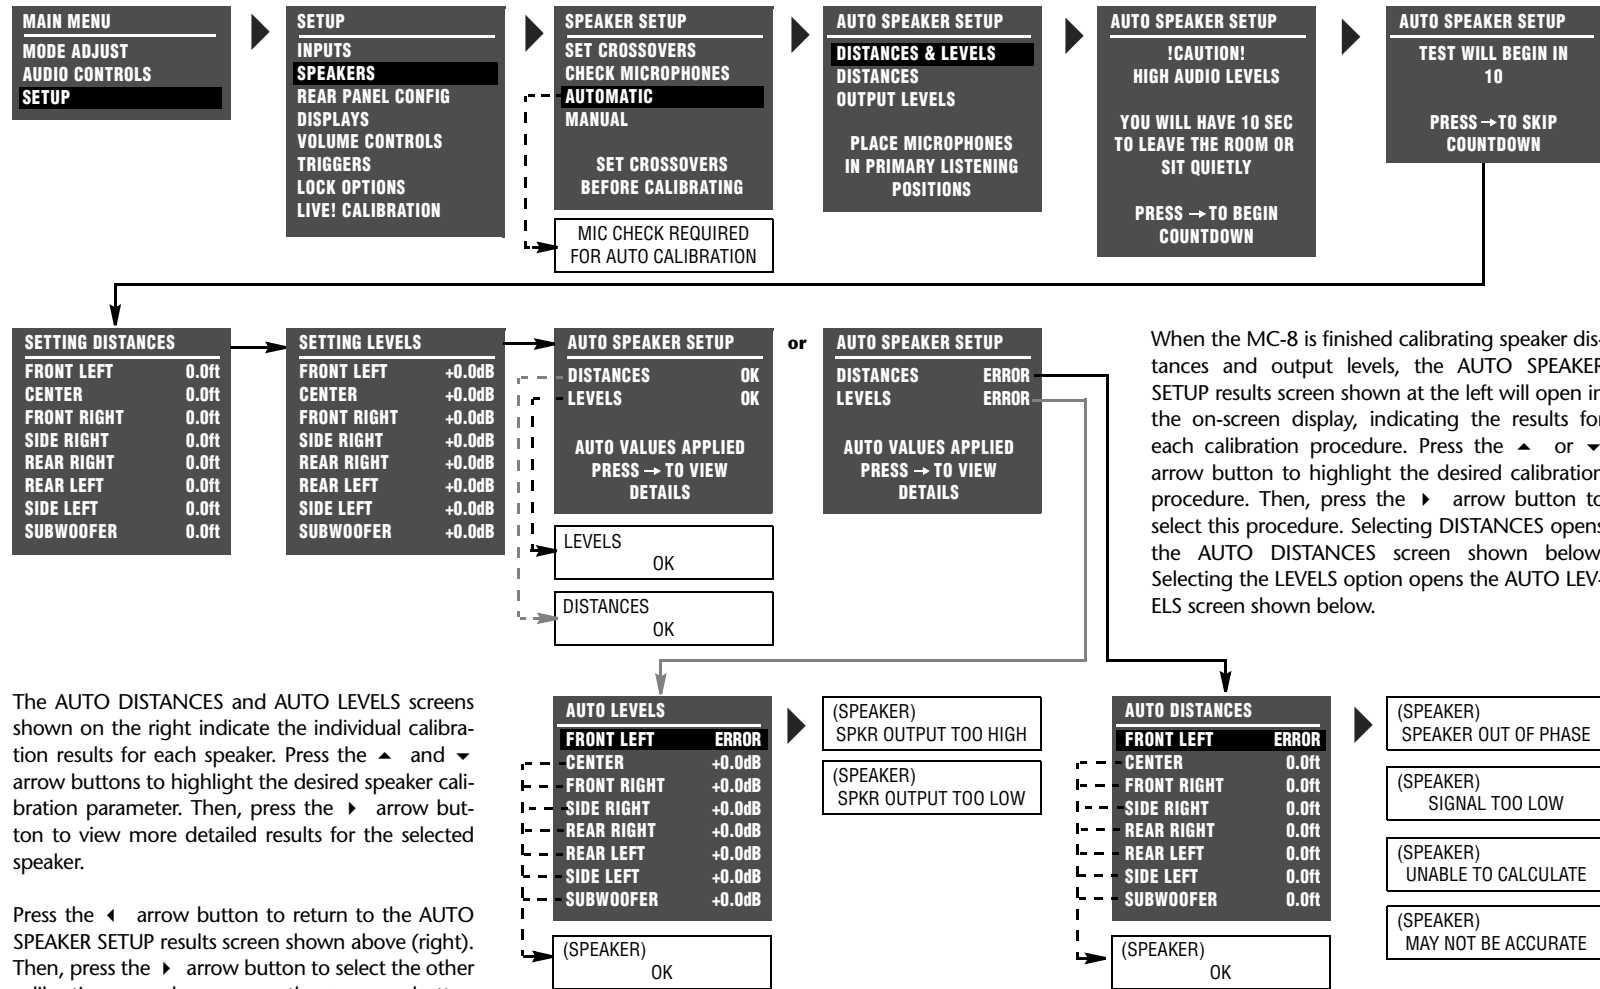 MAIN MENU
MODE ADJUST
AUDIO CONTROLS
SETUP
SETUP
INPUTS
SPEAKERS
REAR PANEL CONFIG
DISPLAYS
VOLUME CONTROLS
TRIGGERS
LOCK OPTIONS
LIVE! CALIBRATION
SPEAKER SETUP
SET CROSSOVERS
CHECK MICROPHONES
AUTOMATIC
MANUAL
SET CROSSOVERS
BEFORE CALIBRATING
MIC CHECK REQUIRED
FOR AUTO CALIBRATION
AUTO SPEAKER SETUP
DISTANCES & LEVELS
DISTANCES
OUTPUT LEVELS
PLACE MICROPHONES
IN PRIMARY LISTENING
POSITIONS
AUTO SPEAKER SETUP
!CAUTION!
HIGH AUDIO LEVELS
YOU WILL HAVE 10 SEC
TO LEAVE THE ROOM OR
SIT QUIETLY
PRESS → TO BEGIN
COUNTDOWN
AUTO SPEAKER SETUP
TEST WILL BEGIN IN
10
PRESS → TO SKIP
COUNTDOWN
SETTING DISTANCES
FRONT LEFT 0.0ft
CENTER 0.0ft
FRONT RIGHT 0.0ft
SIDE RIGHT 0.0ft
REAR RIGHT 0.0ft
REAR LEFT 0.0ft
SIDE LEFT 0.0ft
SUBWOOFER 0.0ft
SETTING LEVELS
FRONT LEFT +0.0dB
CENTER +0.0dB
FRONT RIGHT +0.0dB
SIDE RIGHT +0.0dB
REAR RIGHT +0.0dB
REAR LEFT +0.0dB
SIDE LEFT +0.0dB
SUBWOOFER +0.0dB
AUTO SPEAKER SETUP
DISTANCES OK
LEVELS OK
AUTO VALUES APPLIED
PRESS → TO VIEW
DETAILS
LEVELS
OK
DISTANCES
OK
or
AUTO SPEAKER SETUP
DISTANCES ERROR
LEVELS ERROR
AUTO VALUES APPLIED
PRESS → TO VIEW
DETAILS
When the MC-8 is finished calibrating speaker dis-
tances and output levels, the AUTO SPEAKER
SETUP results screen shown at the left will open in
the on-screen display, indicating the results for
each calibration procedure. Press the ▲ or ▼
arrow button to highlight the desired calibration
procedure. Then, press the ▶ arrow button to
select this procedure. Selecting DISTANCES opens
the AUTO DISTANCES screen shown below
Selecting the LEVELS option opens the AUTO LEV-
ELS screen shown below.
The AUTO DISTANCES and AUTO LEVELS screens
shown on the right indicate the individual calibra-
tion results for each speaker. Press the ▲ and ▼
arrow buttons to highlight the desired speaker cali-
bration parameter. Then, press the ▶ arrow but-
ton to view more detailed results for the selected
speaker.
Press the ◀ arrow button to return to the AUTO
SPEAKER SETUP results screen shown above (right).
Then, press the ▶ arrow button to select the other
AUTO LEVELS
FRONT LEFT ERROR
CENTER +0.0dB
FRONT RIGHT +0.0dB
SIDE RIGHT +0.0dB
REAR RIGHT +0.0dB
REAR LEFT +0.0dB
SIDE LEFT +0.0dB
SUBWOOFER +0.0dB
(SPEAKER)
OK
(SPEAKER)
SPKR OUTPUT TOO HIGH
(SPEAKER)
SPKR OUTPUT TOO LOW
AUTO DISTANCES
FRONT LEFT ERROR
CENTER 0.0ft
FRONT RIGHT 0.0ft
SIDE RIGHT 0.0ft
REAR RIGHT 0.0ft
REAR LEFT 0.0ft
SIDE LEFT 0.0ft
SUBWOOFER 0.0ft
(SPEAKER)
OK
(SPEAKER)
SPEAKER OUT OF PHASE
(SPEAKER)
SIGNAL TOO LOW
(SPEAKER)
UNABLE TO CALCULATE
(SPEAKER)
MAY NOT BE ACCURATE